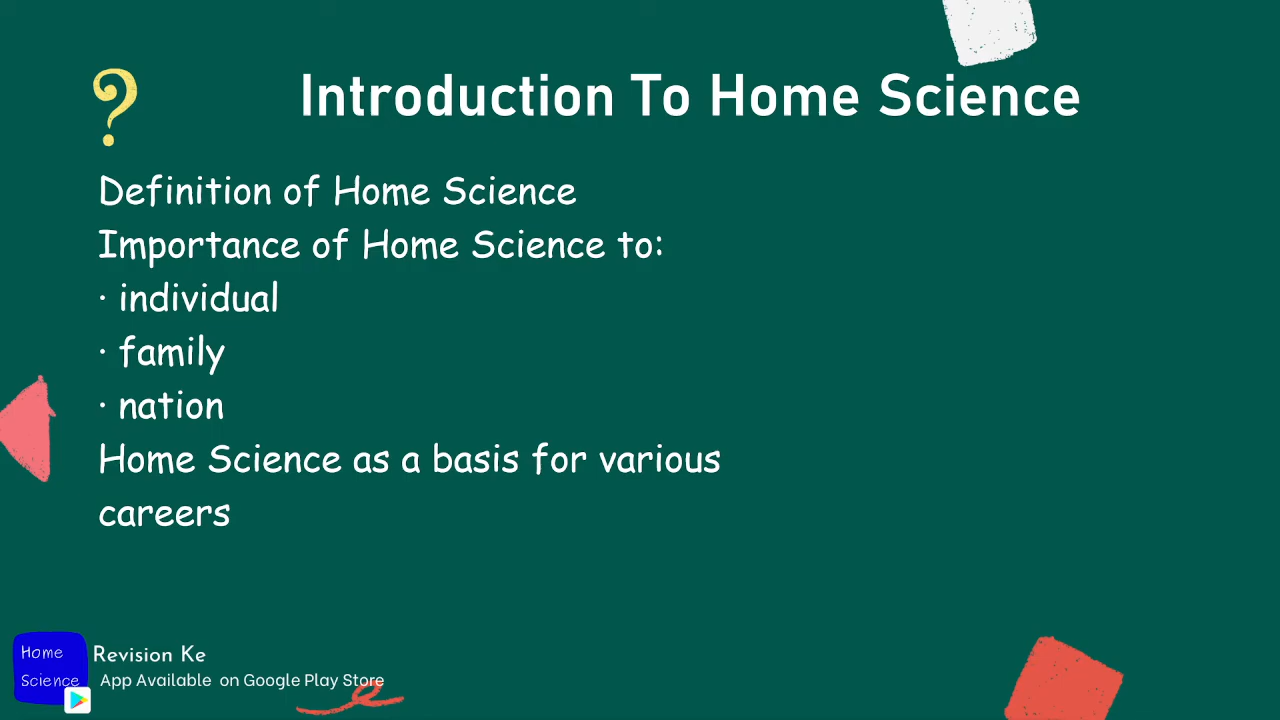 ?
Introduction To Home Science
Definition of Home Science
Importance of Home Science to:
· individual
· family
· nation
Home Science as a basis for various
careers
Home
Science
Revision Ke
App Available on Google Play Store